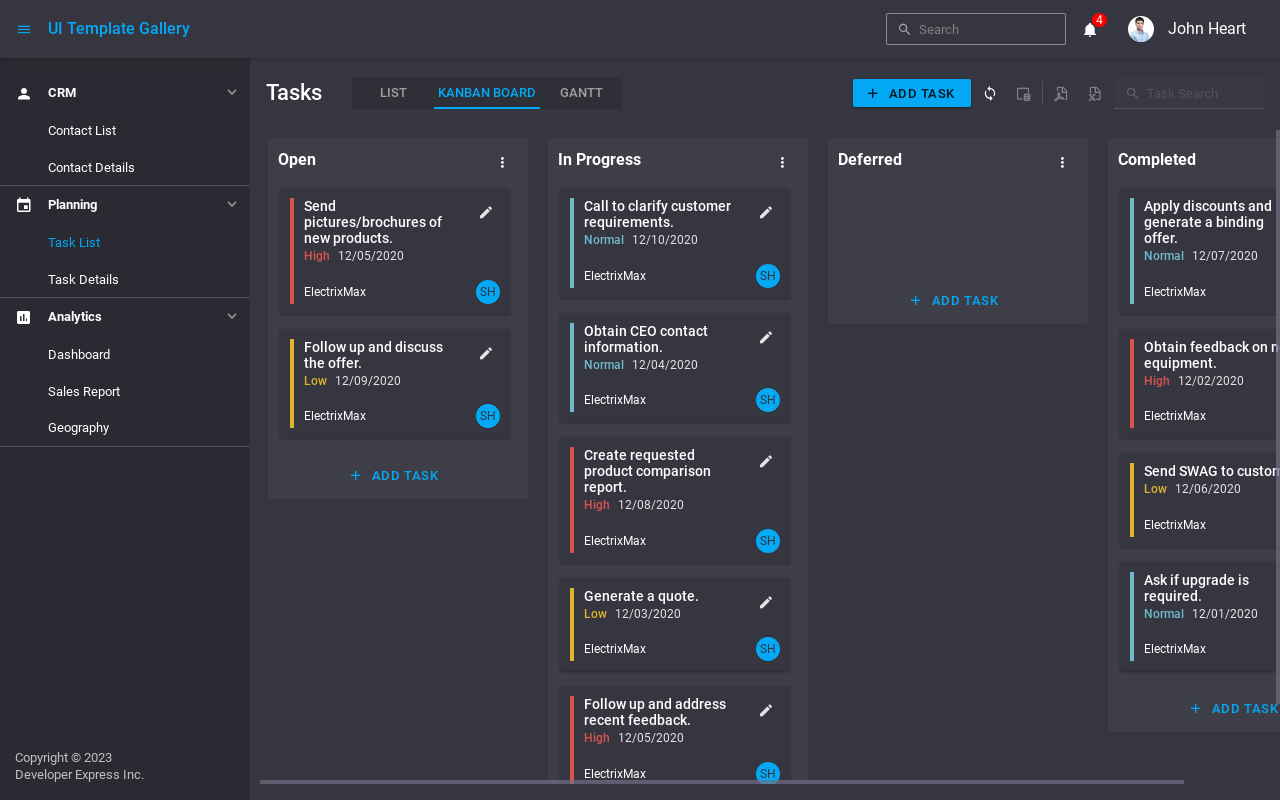 UI Template Gallery
Search
4
John Heart
CRM
Contact List
Contact Details
Planning
Task List
Task Details
Analytics
Dashboard
Sales Report
Geography
Copyright © 2023
Developer Express Inc.
Tasks
LIST
KANBAN BOARD
GANTT
ADD TASK
Task Search
Open
Send
pictures/brochures of
new products.
High 12/05/2020
ElectrixMax
SH
Follow up and discuss
the offer.
Low 12/09/2020
ElectrixMax
SH
ADD TASK
In Progress
Call to clarify customer
requirements.
Normal 12/10/2020
ElectrixMax
SH
Obtain CEO contact
information.
Normal 12/04/2020
ElectrixMax
SH
Create requested
product comparison
report.
High 12/08/2020
ElectrixMax
SH
Generate a quote.
Low 12/03/2020
ElectrixMax
SH
Follow up and address
recent feedback.
High 12/05/2020
ElectrixMax
SH
Deferred
ADD TASK
Completed
Apply discounts and
generate a binding
offer.
Normal 12/07/2020
ElectrixMax
Obtain feedback on
equipment.
High 12/02/2020
ElectrixMax
Send SWAG to
Low 12/06/2020
ElectrixMax
Ask if upgrade is
required.
Normal 12/01/2020
ElectrixMax
ADD TASK